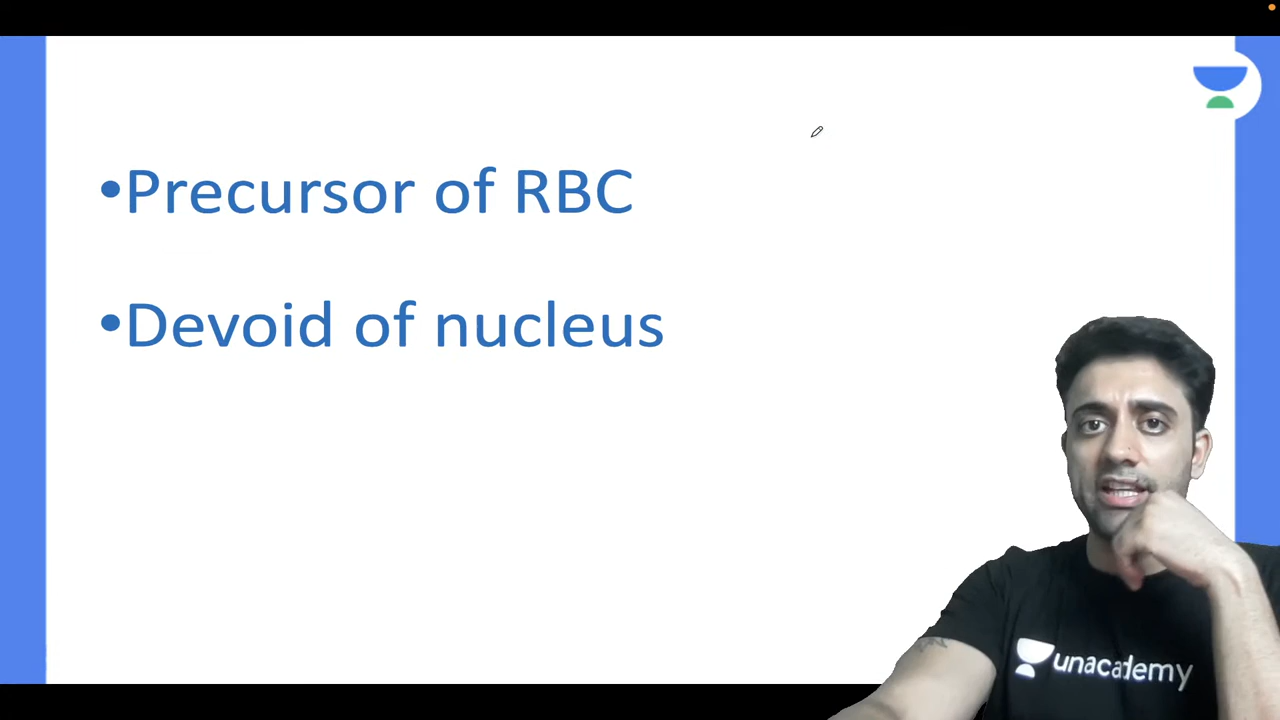 •Precursor of RBC
•Devoid of nucleus
unacademy